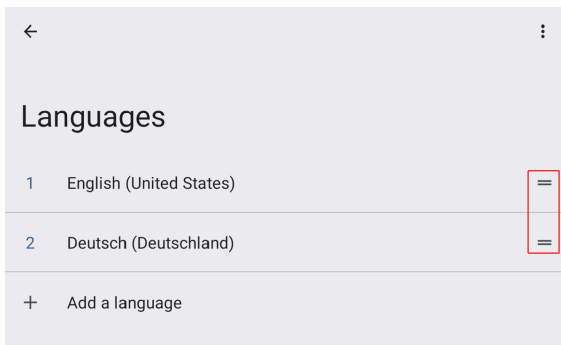 Languages
1 English (United States)
2 Deutsch (Deutschland)
+ Add a language